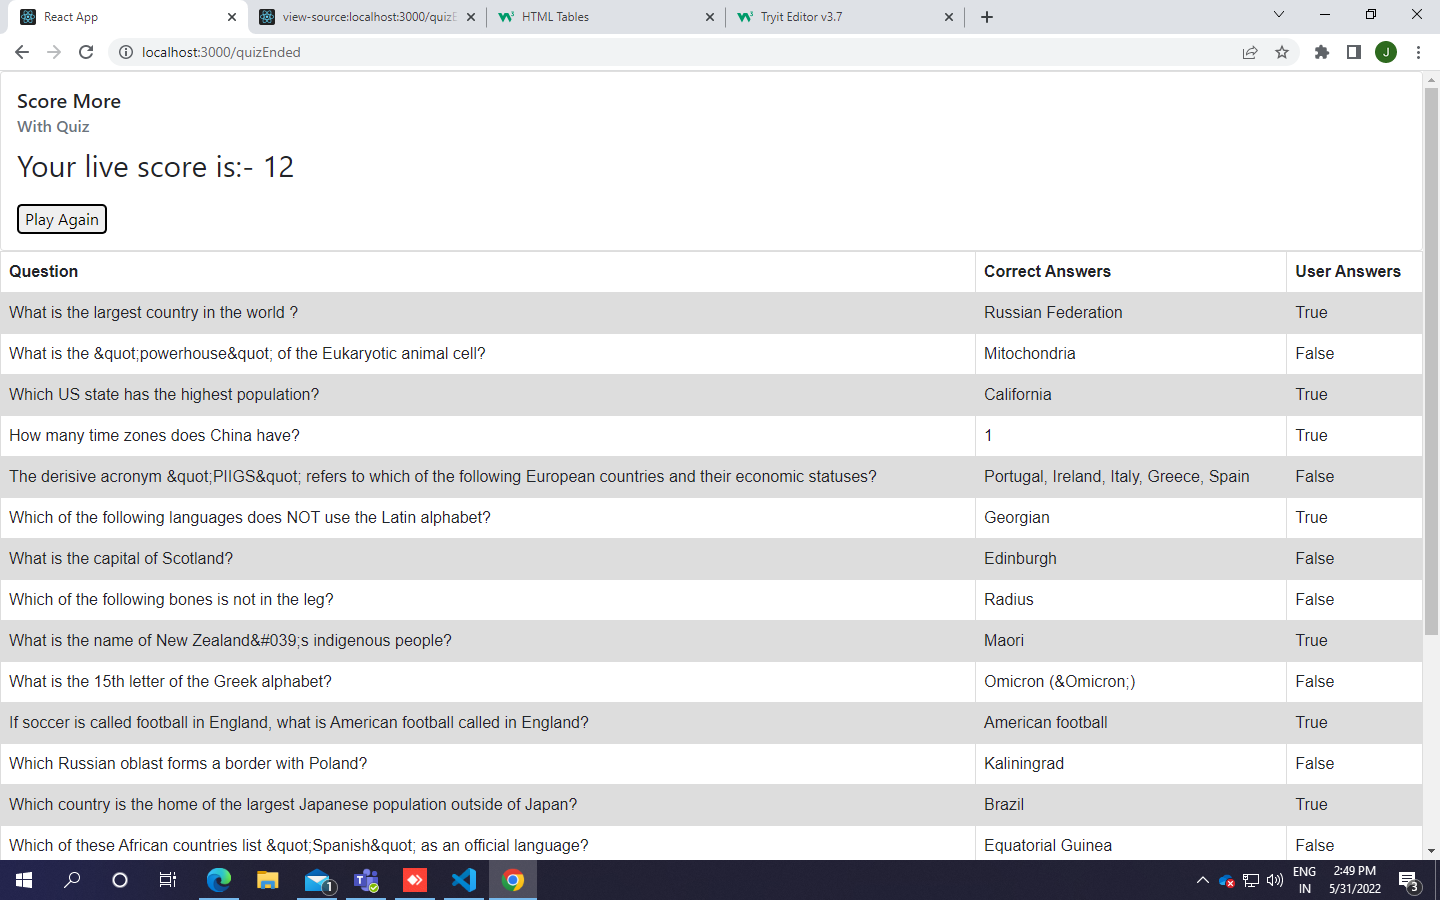 React App
view-source:localhost:3000/quizE
HTML Tables
Tryit Editor v3.7
localhost:3000/quizEnded
J
Score More
With Quiz
Your live score is:- 12
Play Again
Question Correct Answers User Answers
What is the largest country in the world ? Russian Federation True
What is the &quot;powerhouse&quot; of the Eukaryotic animal cell? Mitochondria False
Which US state has the highest population? California True
How many time zones does China have? 1 True
The derisive acronym &quot;PIIGS&quot; refers to which of the following European countries and their economic statuses? Portugal, Ireland, Italy, Greece, Spain False
Which of the following languages does NOT use the Latin alphabet? Georgian True
What is the capital of Scotland? Edinburgh False
Which of the following bones is not in the leg? Radius False
What is the name of New Zealand&#039;s indigenous people? Maori True
What is the 15th letter of the Greek alphabet? Omicron (&Omicron;) False
If soccer is called football in England, what is American football called in England? American football True
Which Russian oblast forms a border with Poland? Kaliningrad False
Which country is the home of the largest Japanese population outside of Japan? Brazil True
Which of these African countries list &quot;Spanish&quot; as an official language? Equatorial Guinea False
1
ENG
IN
2:49 PM
5/31/2022
3